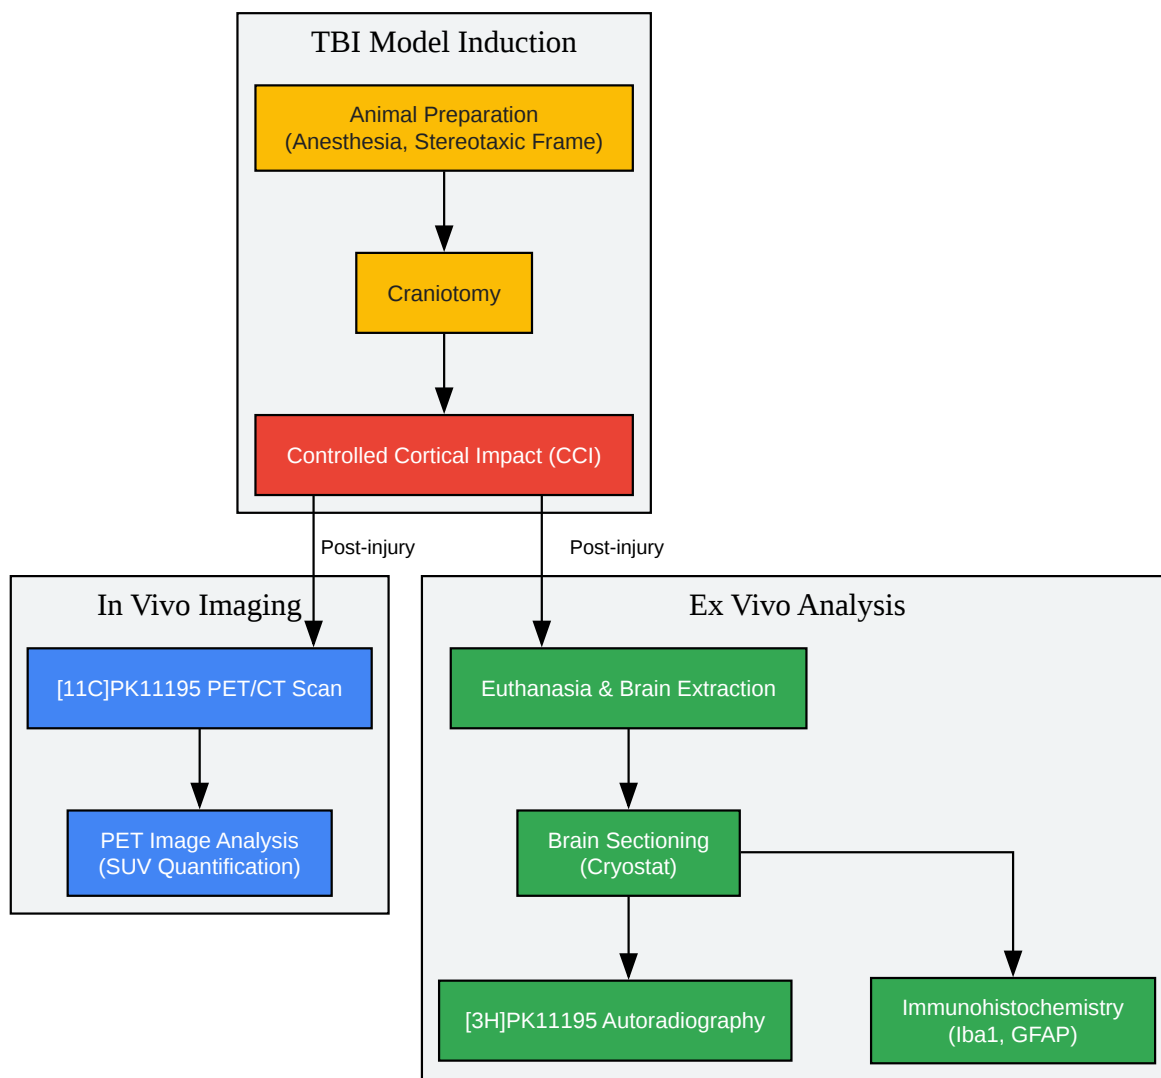 TBI Model Induction
Animal Preparation
(Anesthesia, Stereotaxic Frame)
Craniotomy
Controlled Cortical Impact (CCI)
Post-injury
Post-injury
In Vivo Imaging
[11C]PK11195 PET/CT Scan
PET Image Analysis
(SUV Quantification)
Ex Vivo Analysis
Euthanasia & Brain Extraction
Brain Sectioning
(Cryostat)
[3H]PK11195 Autoradiography
Immunohistochemistry
(Iba1, GFAP)